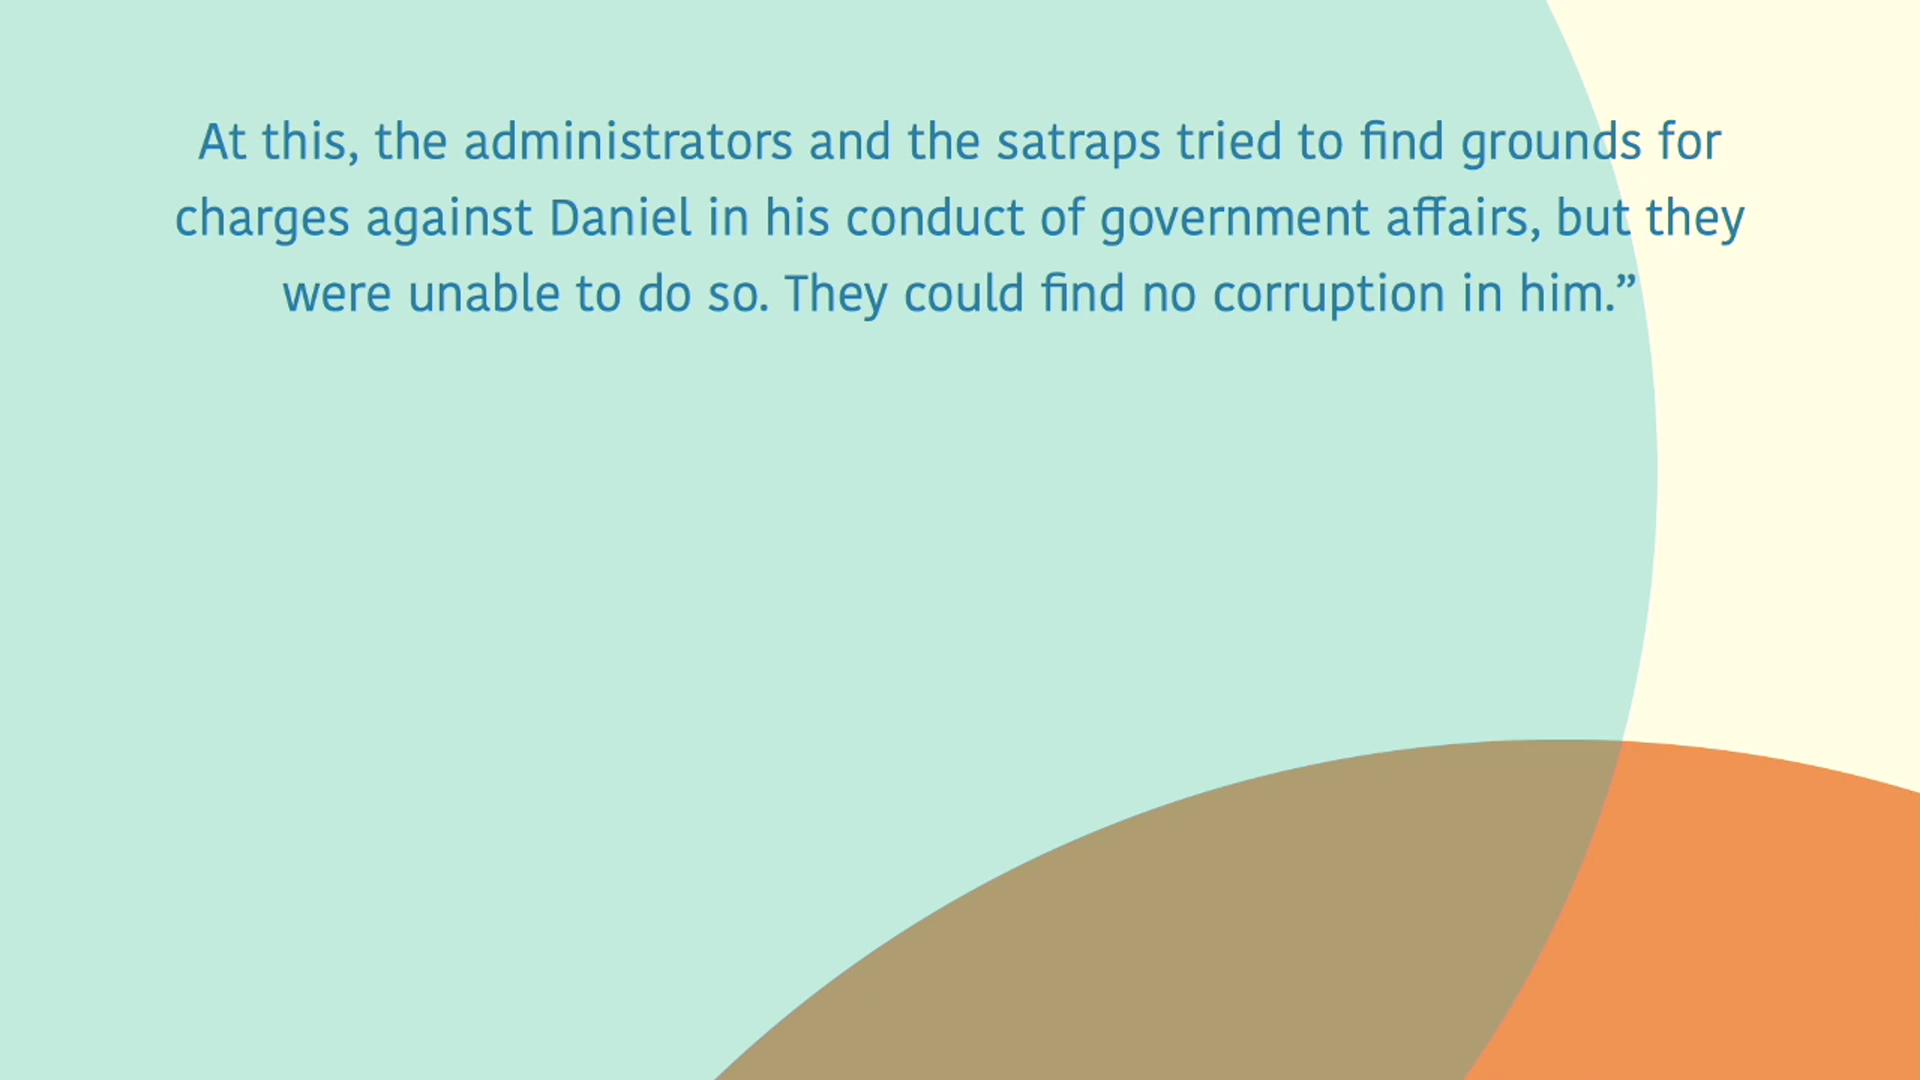 At this, the administrators and the satraps tried to find grounds for
charges against Daniel in his conduct of government affairs, but they
were unable to do so. They could find no corruption in him.”